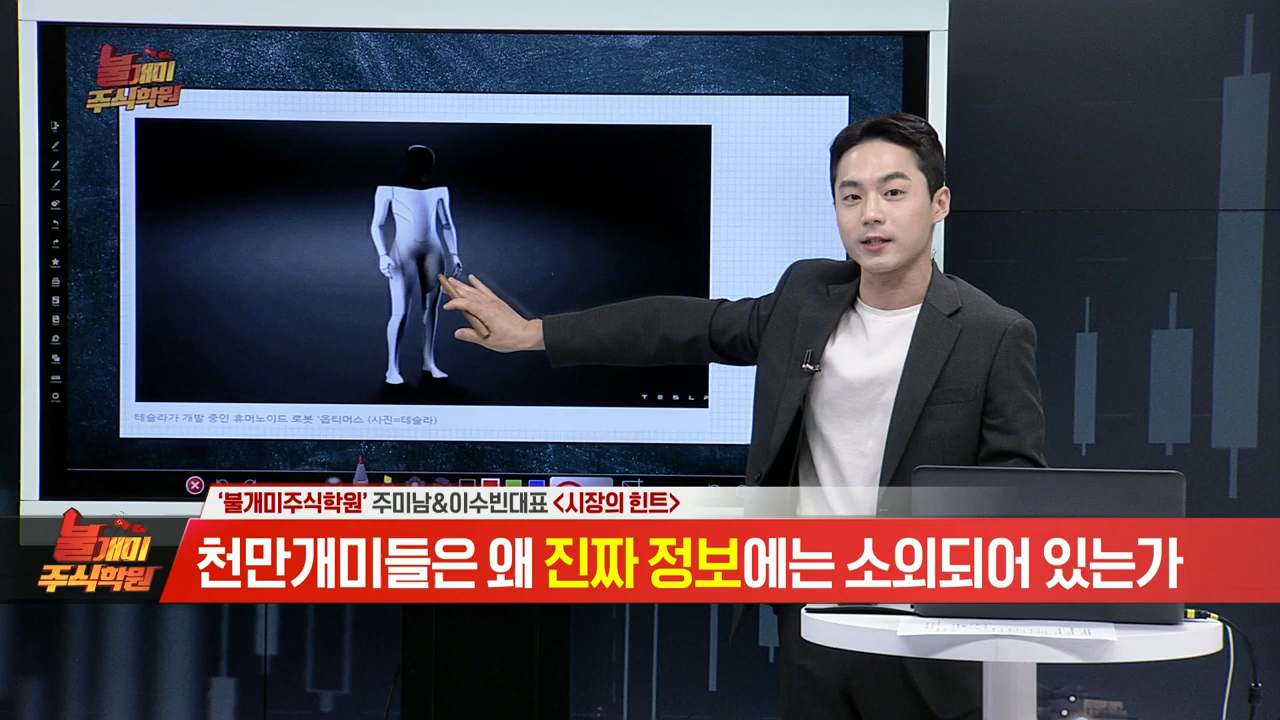 불개미
주식학원
TESLA
테슬라가 개발 중인 휴머노이드 로봇 '옵티머스 (사진=테슬라)
'불개미주식학원' 주미남&이수빈대표 <시장의 힌트>
불개미
주식학원
천만개미들은 왜 진짜 정보에는 소외되어 있는가